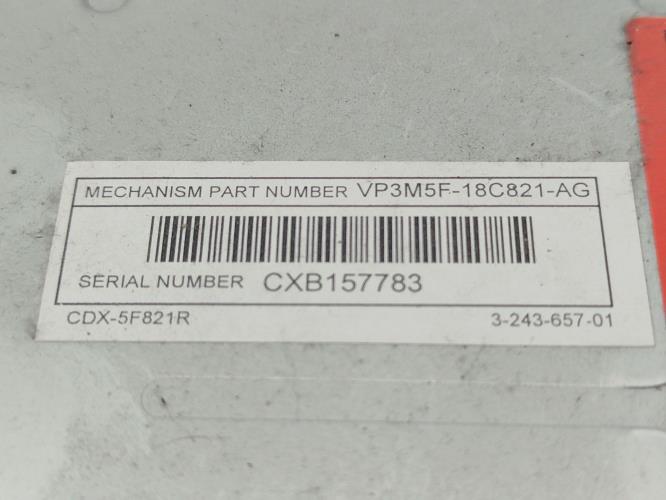 MECHANISM PART NUMBER VP3M5F-18C821-AG
SERIAL NUMBER CXB157783
CDX-5F821R 3-243-657-01